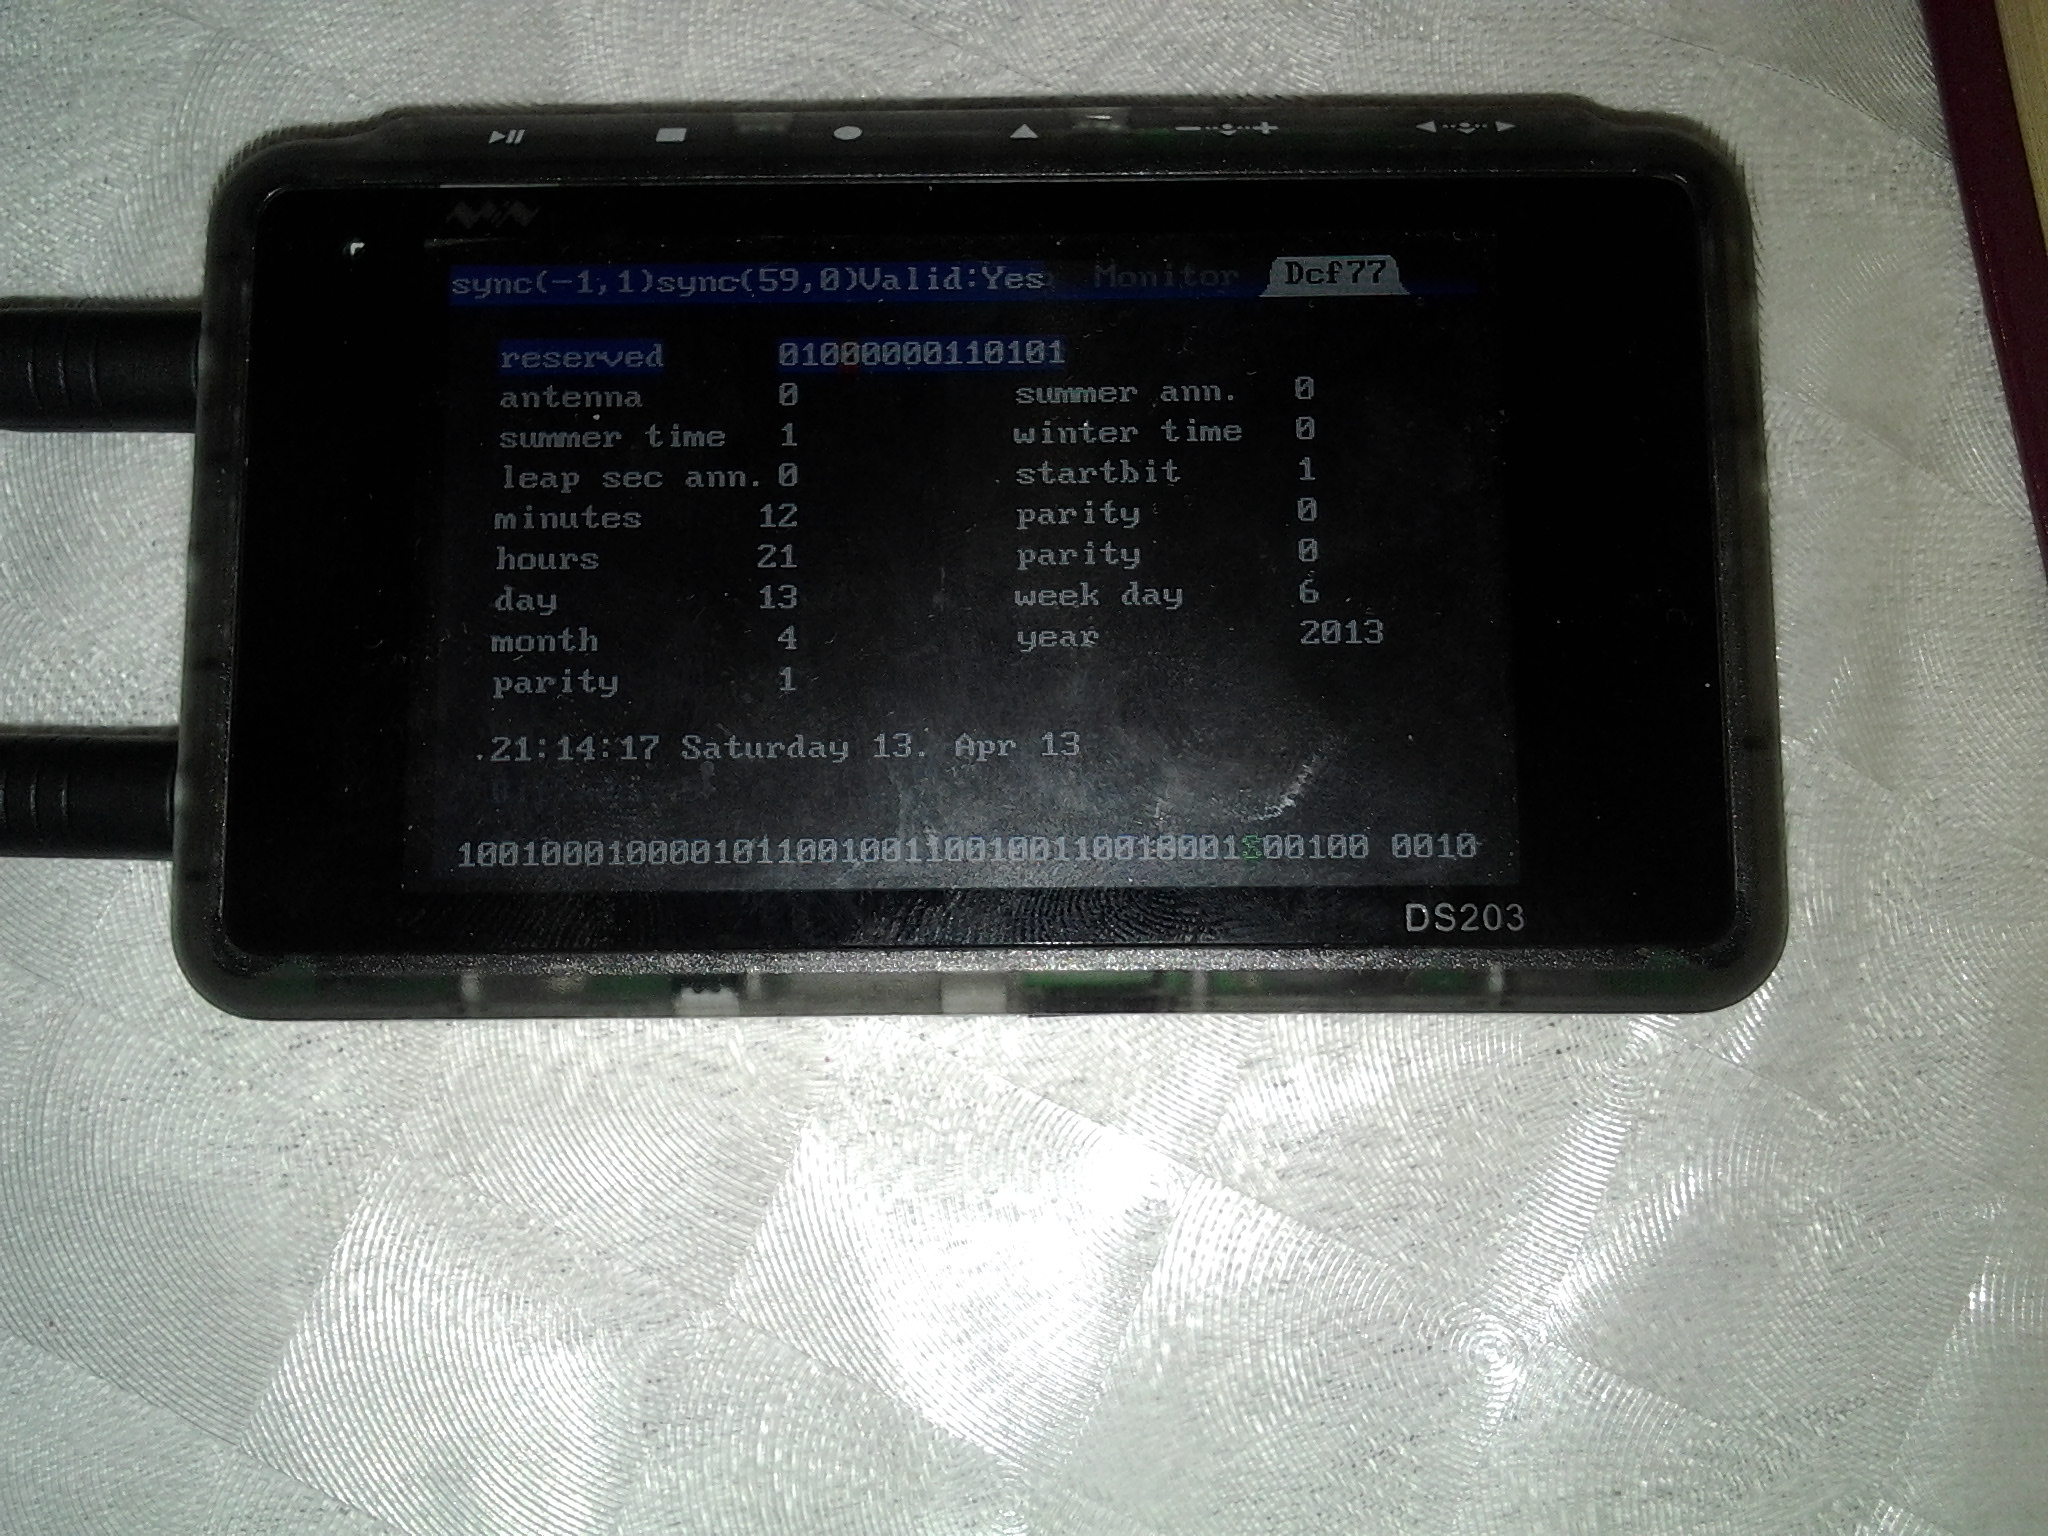 sync(-1,1)sync(59,0)Valid:Yes Monitor Dcf77
reserved 01000000110101
antenna 0 summer ann. 0
summer time 1 winter time 0
leap sec ann. 0 startbit 1
minutes 12 parity 0
hours 21 parity 0
day 13 week day 6
month 4 year 2013
parity 1
.21:14:17 Saturday 13. Apr 13
DS203